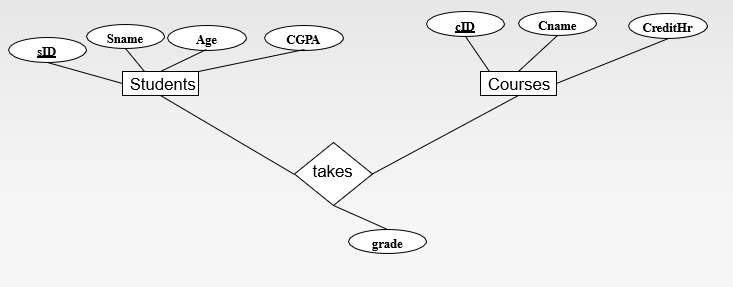 sID
Sname
Age
CGPA
cID
Cname
CreditHr
Students
Courses
takes
grade